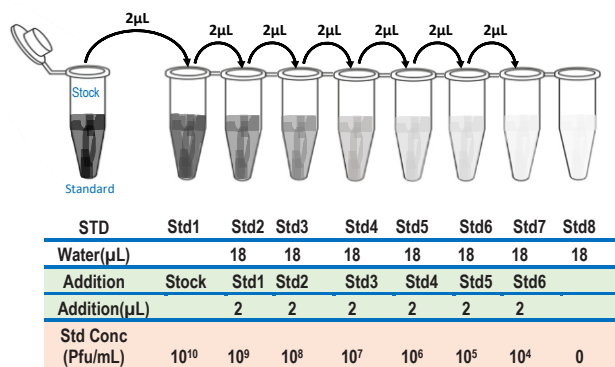 2µL 2µL 2µL 2µL 2µL 2µL 2µL
Stock
Standard
STD Std1 Std2 Std3 Std4 Std5 Std6 Std7 Std8
Water(µL) 18 18 18 18 18 18 18
Addition Stock Std1 Std2 Std3 Std4 Std5 Std6
Addition(µL) 2 2 2 2 2 2
Std Conc
(Pfu/mL) 10¹⁰ 10⁹ 10⁸ 10⁷ 10⁶ 10⁵ 10⁴ 0